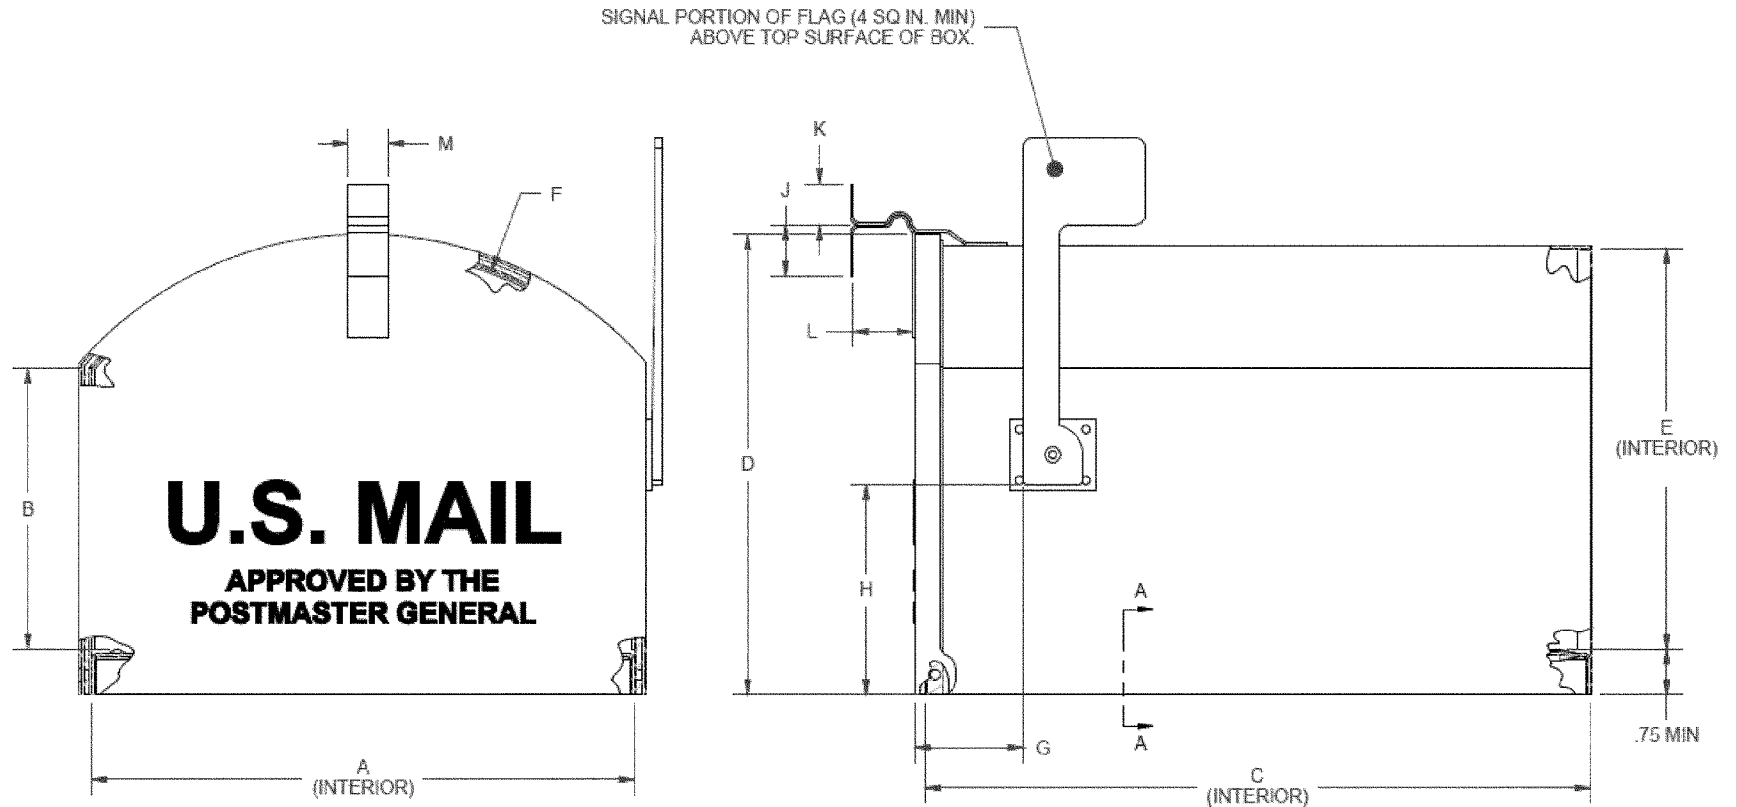 SIGNAL PORTION OF FLAG (4 SQ IN. MIN)
ABOVE TOP SURFACE OF BOX.
M
F
K
J
L
B
D
H
G
E
(INTERIOR)
A
A
.75 MIN
U.S. MAIL
APPROVED BY THE
POSTMASTER GENERAL
A
(INTERIOR)
C
(INTERIOR)